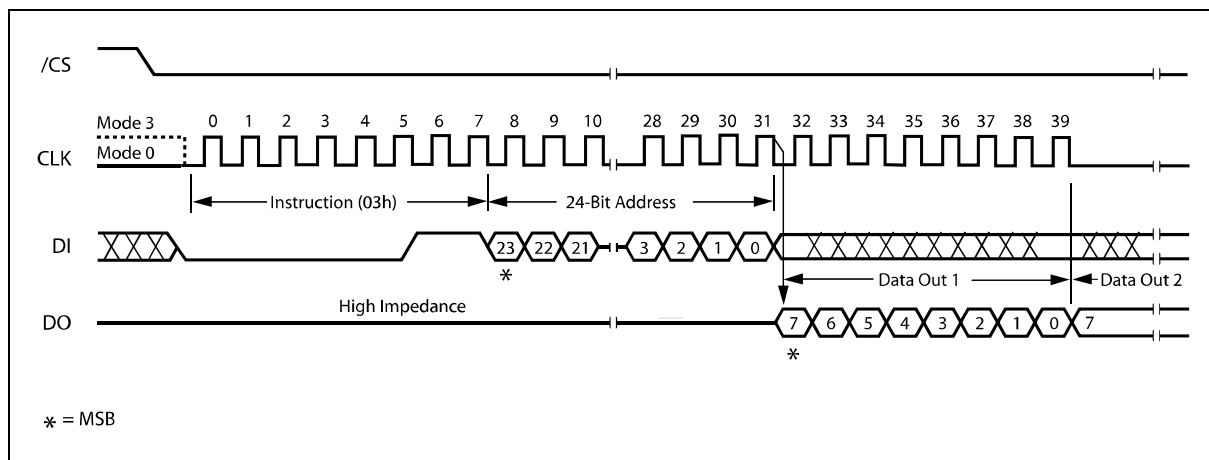 /CS
Mode 3
Mode 0
CLK
0 1 2 3 4 5 6 7 8 9 10 28 29 30 31 32 33 34 35 36 37 38 39
Instruction (03h)
24-Bit Address
DI
23 22 21 3 2 1 0
*
Data Out 1
Data Out 2
High Impedance
DO
7 6 5 4 3 2 1 0 7
*
* = MSB